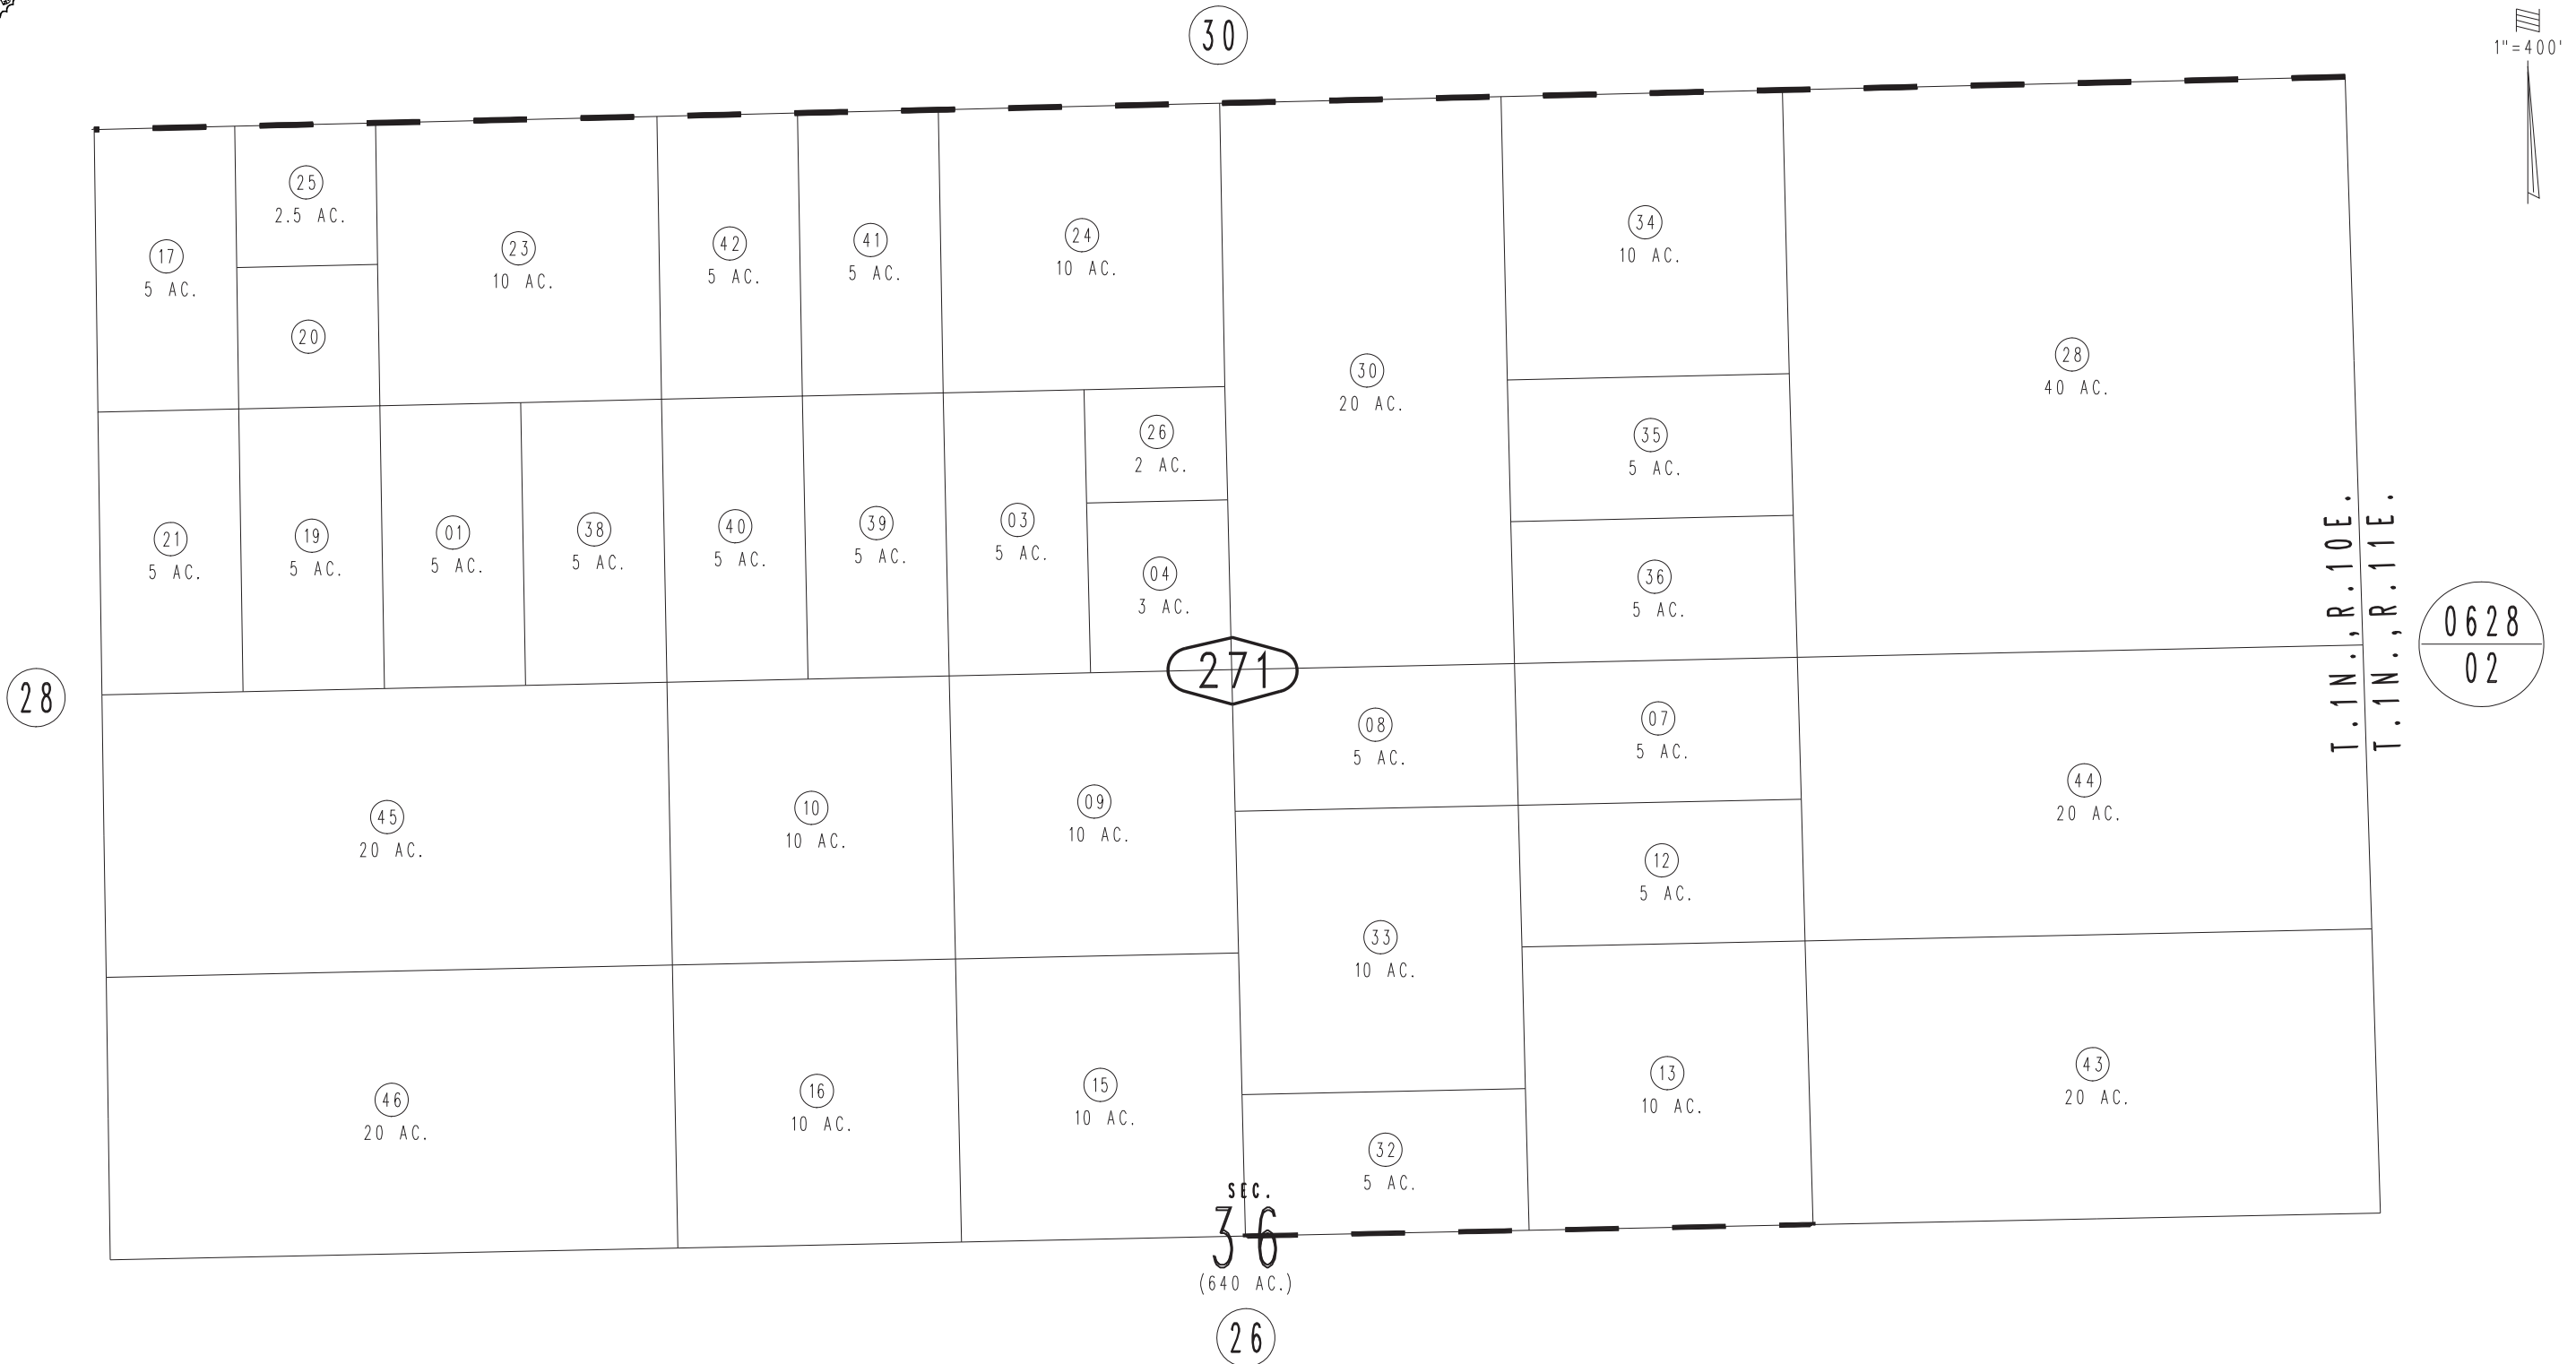 30
1"=400'
17
5 AC.
25
2.5 AC.
20
23
10 AC.
42
5 AC.
41
5 AC.
24
10 AC.
30
20 AC.
34
10 AC.
28
40 AC.
35
5 AC.
36
5 AC.
21
5 AC.
19
5 AC.
01
5 AC.
38
5 AC.
40
5 AC.
39
5 AC.
03
5 AC.
26
2 AC.
04
3 AC.
T.1N.,R.10E.
T.1N.,R.11E.
0628
02
28
271
45
20 AC.
10
10 AC.
09
10 AC.
08
5 AC.
07
5 AC.
44
20 AC.
12
5 AC.
33
10 AC.
46
20 AC.
16
10 AC.
15
10 AC.
32
5 AC.
13
10 AC.
43
20 AC.
SEC.
36
(640 AC.)
26